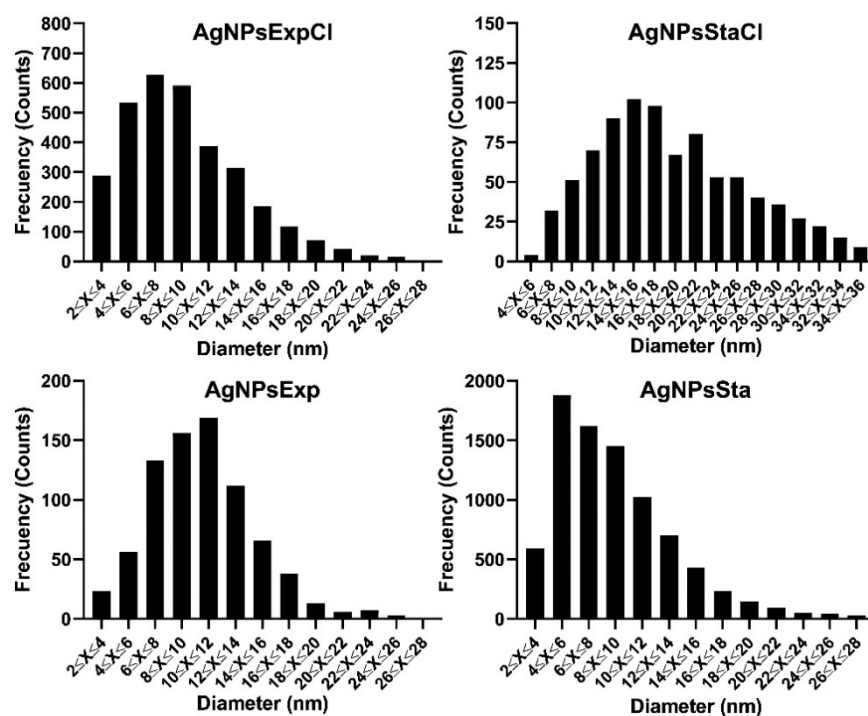 AgNPsExpCl
Frecuency (Counts)
800
700
600
500
400
300
200
100
0
2≤X≤4
4≤X≤6
6≤X≤8
8≤X≤10
10≤X≤12
12≤X≤14
14≤X≤16
16≤X≤18
18≤X≤20
20≤X≤22
22≤X≤24
24≤X≤26
26≤X≤28
Diameter (nm)
AgNPsStaCl
Frecuency (Counts)
150
125
100
75
50
25
0
4≤X≤6
6≤X≤8
8≤X≤10
10≤X≤12
12≤X≤14
14≤X≤16
16≤X≤18
18≤X≤20
20≤X≤22
22≤X≤24
24≤X≤26
26≤X≤28
28≤X≤30
30≤X≤32
34≤X≤32
32≤X≤34
34≤X≤36
Diameter (nm)
AgNPsExp
Frecuency (Counts)
200
150
100
50
0
2≤X≤4
4≤X≤6
6≤X≤8
8≤X≤10
10≤X≤12
12≤X≤14
14≤X≤16
16≤X≤18
18≤X≤20
20≤X≤22
22≤X≤24
24≤X≤26
26≤X≤28
Diameter (nm)
AgNPsSta
Frecuency (Counts)
2000
1500
1000
500
0
2≤X≤4
4≤X≤6
6≤X≤8
8≤X≤10
10≤X≤12
12≤X≤14
14≤X≤16
16≤X≤18
18≤X≤20
20≤X≤22
22≤X≤24
24≤X≤26
26≤X≤28
Diameter (nm)